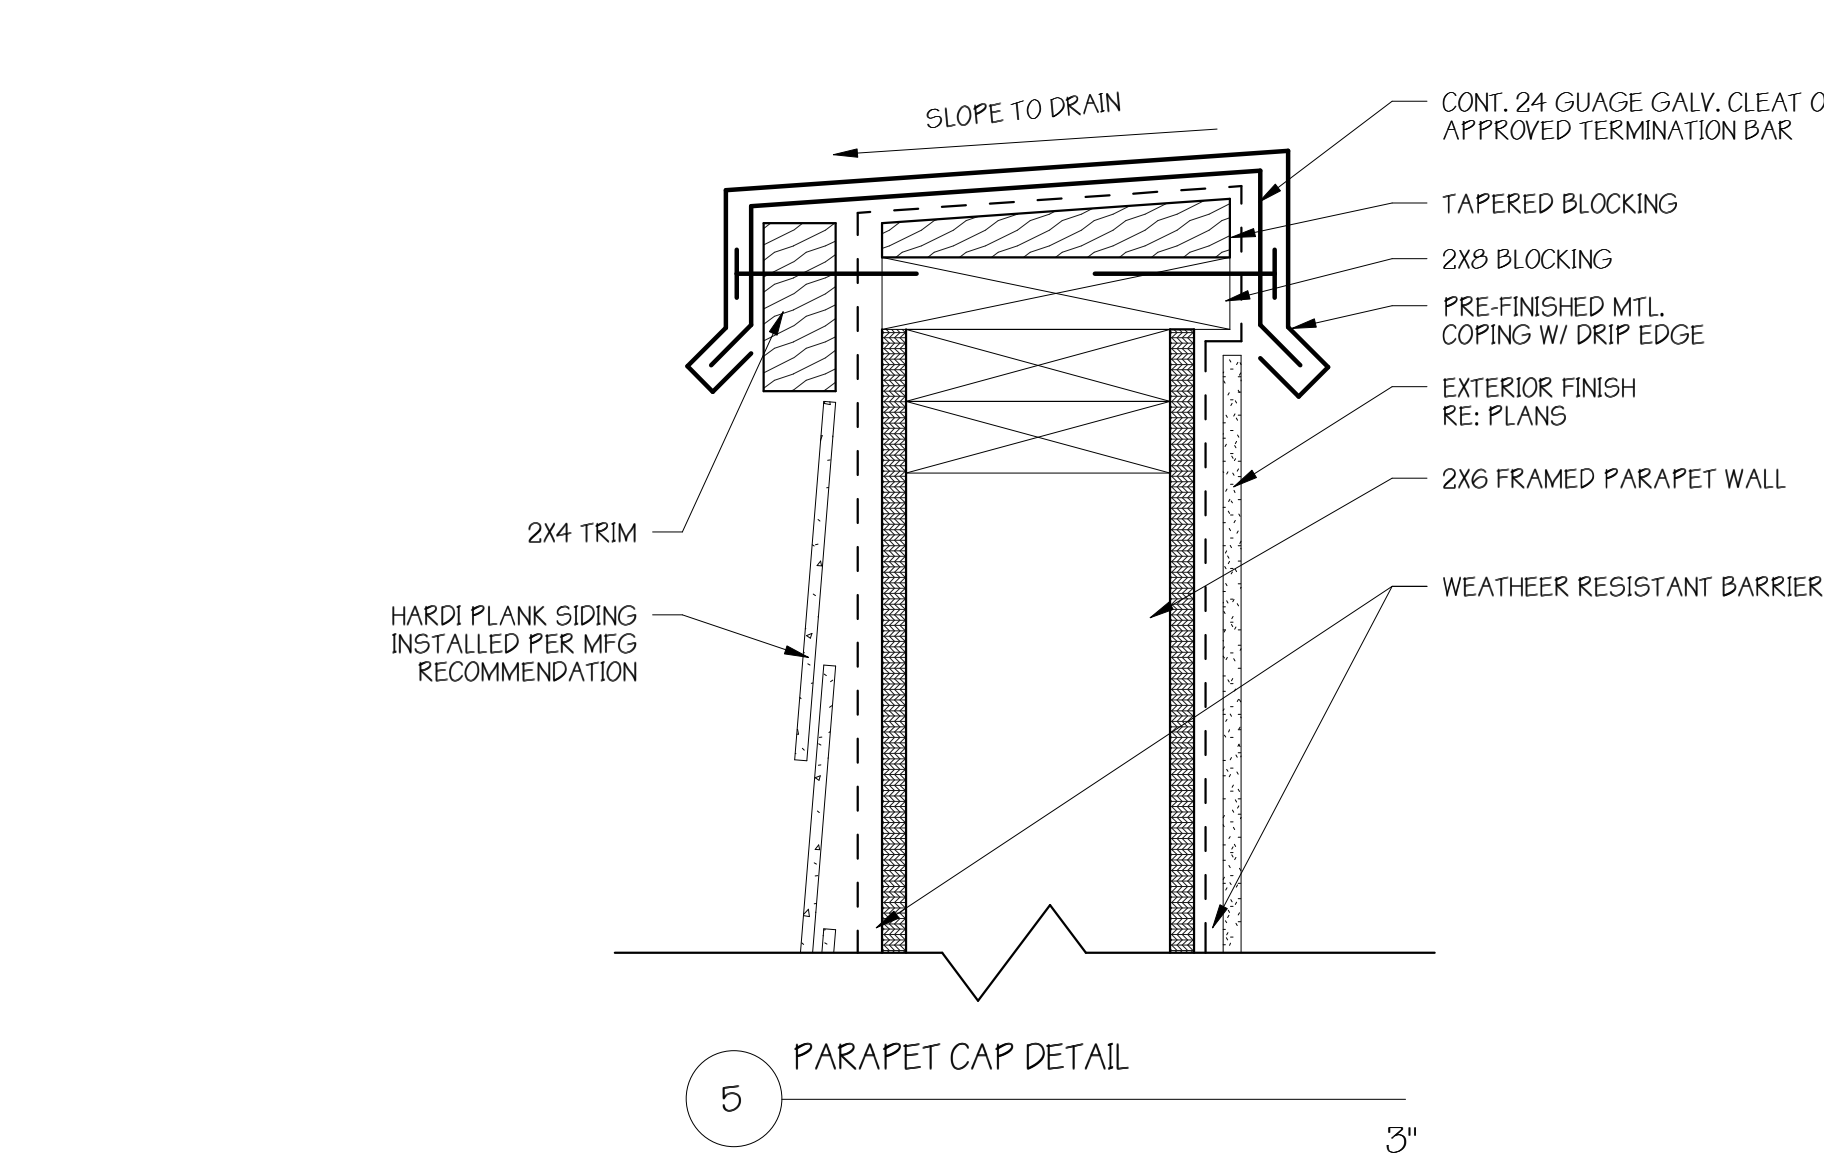 SLOPE TO DRAIN
CONT. 24 GUAGE GALV. CLEAT
APPROVED TERMINATION BAR
TAPERED BLOCKING
2X8 BLOCKING
PRE-FINISHED MTL.
COPING W/ DRIP EDGE
EXTERIOR FINISH
RE: PLANS
2X6 FRAMED PARAPET WALL
2X4 TRIM
WEATHEER RESISTANT BARRIER
HARDI PLANK SIDING
INSTALLED PER MFG
RECOMMENDATION
PARAPET CAP DETAIL
5
3"